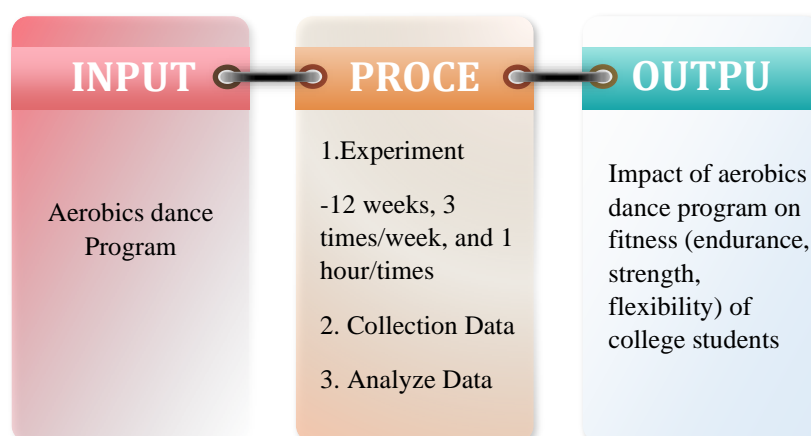 INPUT
Aerobics dance
Program
PROCE
1.Experiment
-12 weeks, 3
times/week, and 1
hour/times
2. Collection Data
3. Analyze Data
OUTPU
Impact of aerobics
dance program on
fitness (endurance,
strength,
flexibility) of
college students